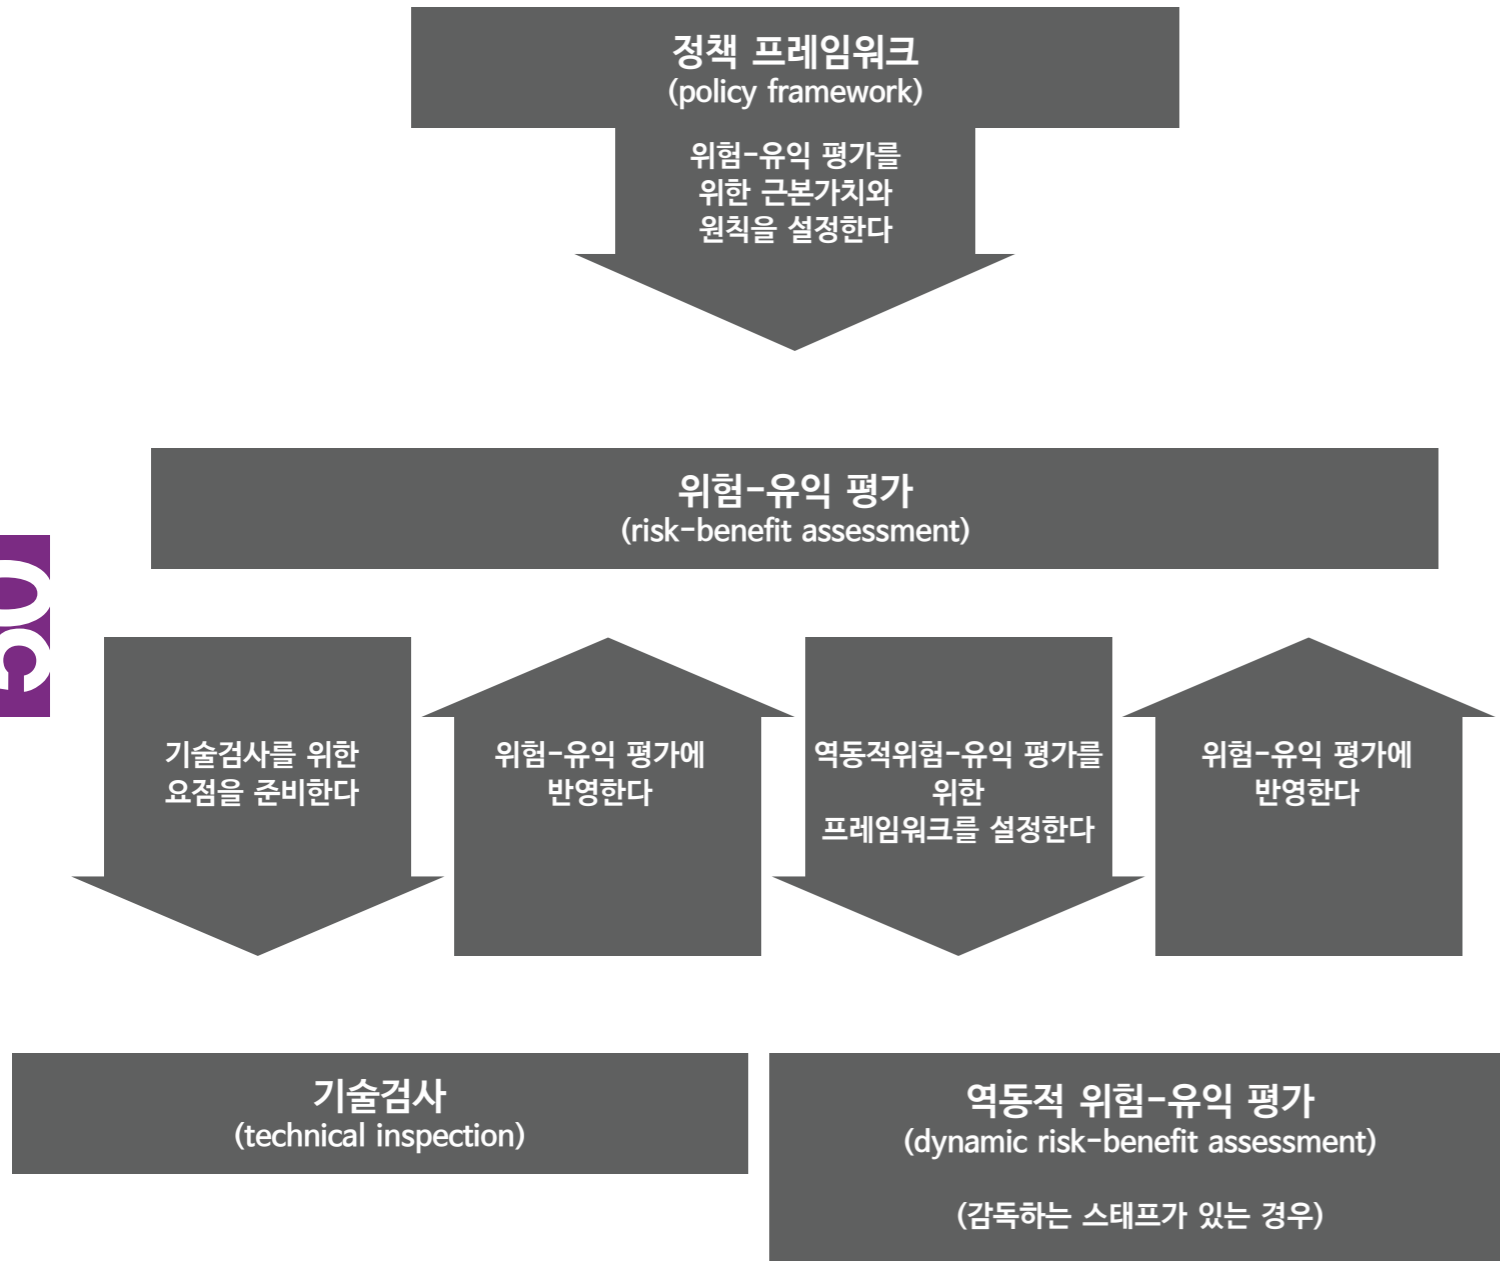 정책 프레임워크
(policy framework)
위험-유익 평가를
위한 근본가치와
원칙을 설정한다
위험-유익 평가
(risk-benefit assessment)
기술검사를 위한
요점을 준비한다
위험-유익 평가에
반영한다
역동적위험-유익 평가를
위한
프레임워크를 설정한다
위험-유익 평가에
반영한다
기술검사
(technical inspection)
역동적 위험-유익 평가
(dynamic risk-benefit assessment)
(감독하는 스태프가 있는 경우)